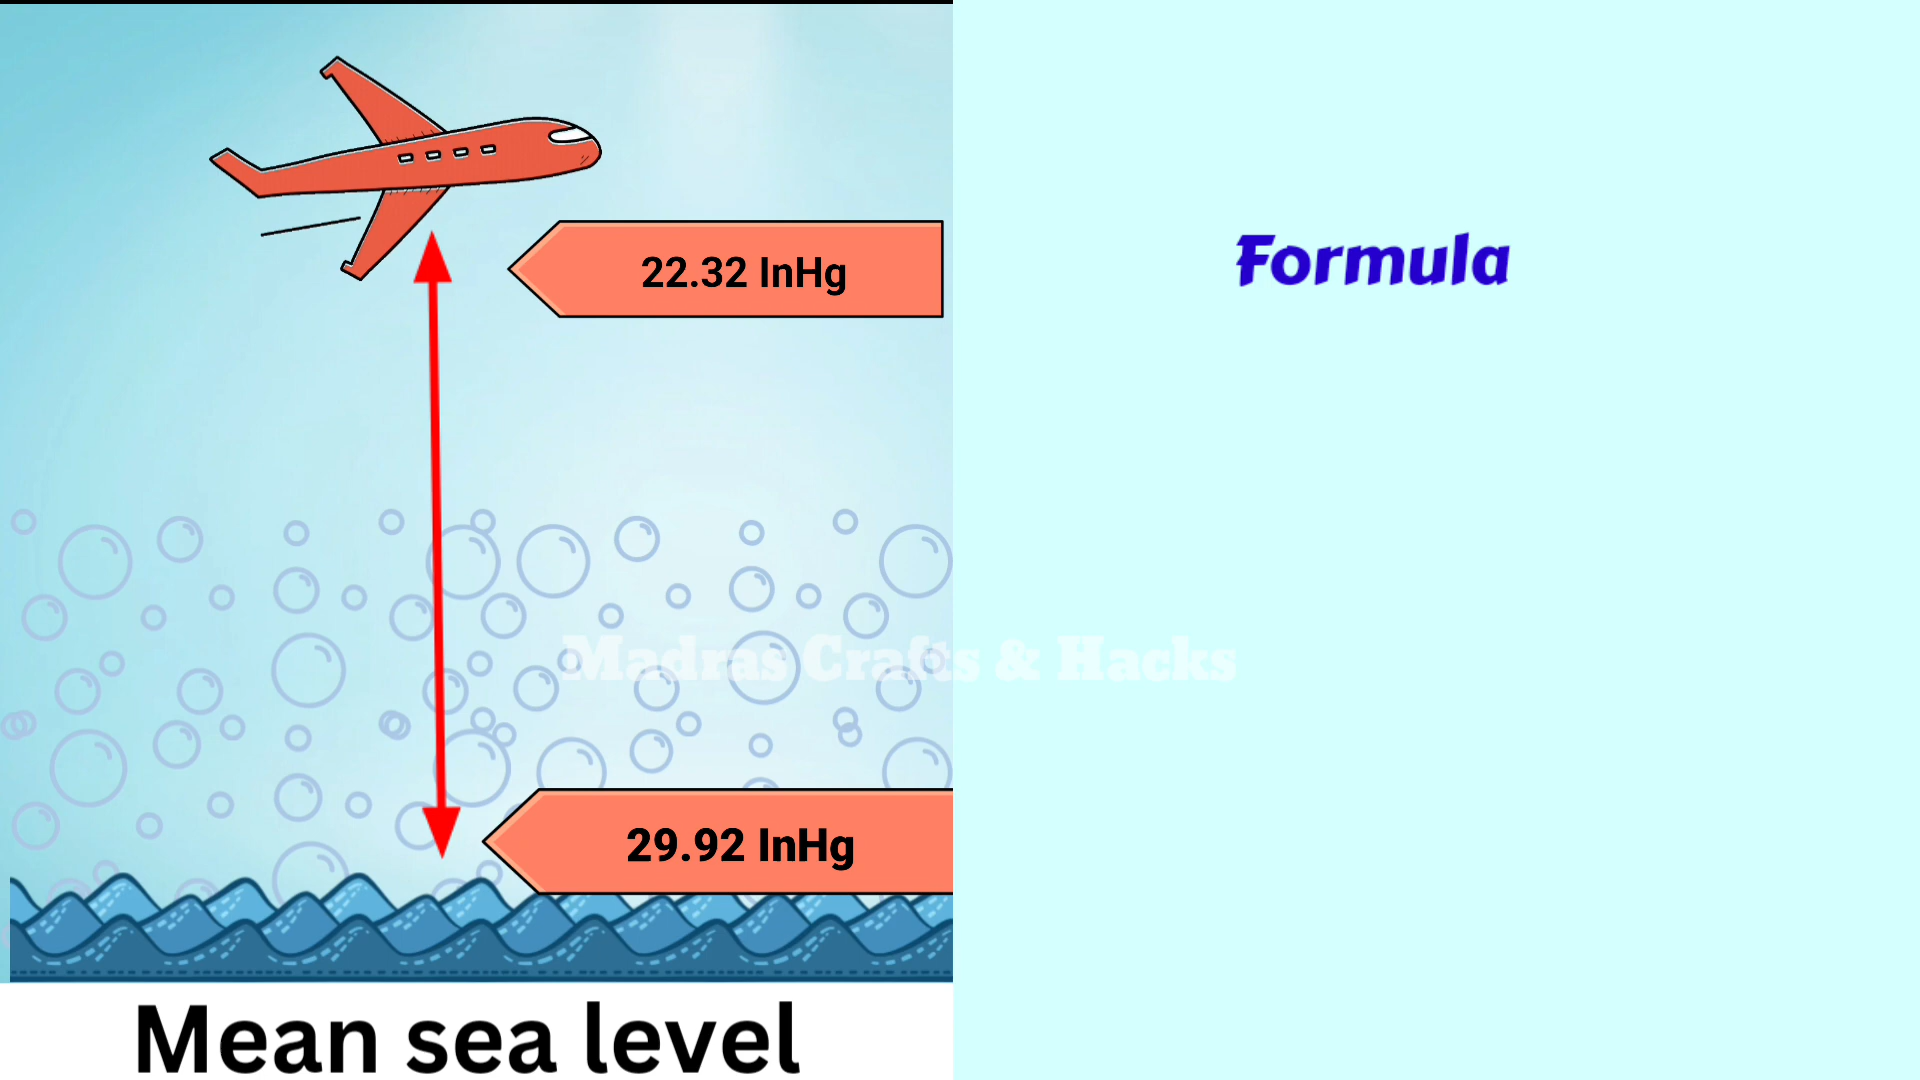 22.32 InHg
Formula
Madras Crafts & Hacks
29.92 InHg
Mean sea level